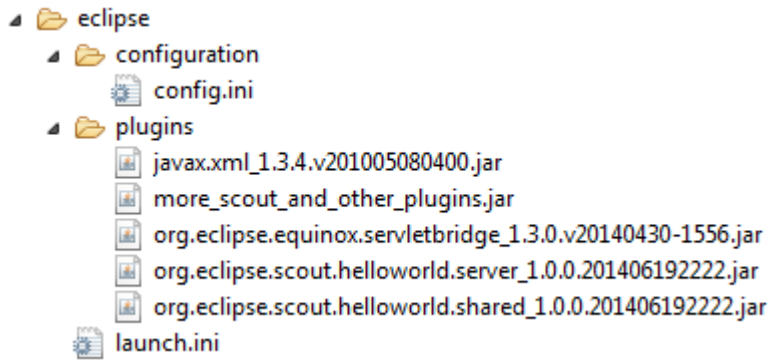 eclipse
configuration
config.ini
plugins
javax.xml_1.3.4.v201005080400.jar
more_scout_and_other_plugins.jar
org.eclipse.equinox.servletbridge_1.3.0.v20140430-1556.jar
org.eclipse.scout.helloworld.server_1.0.0.201406192222.jar
org.eclipse.scout.helloworld.shared_1.0.0.201406192222.jar
launch.ini